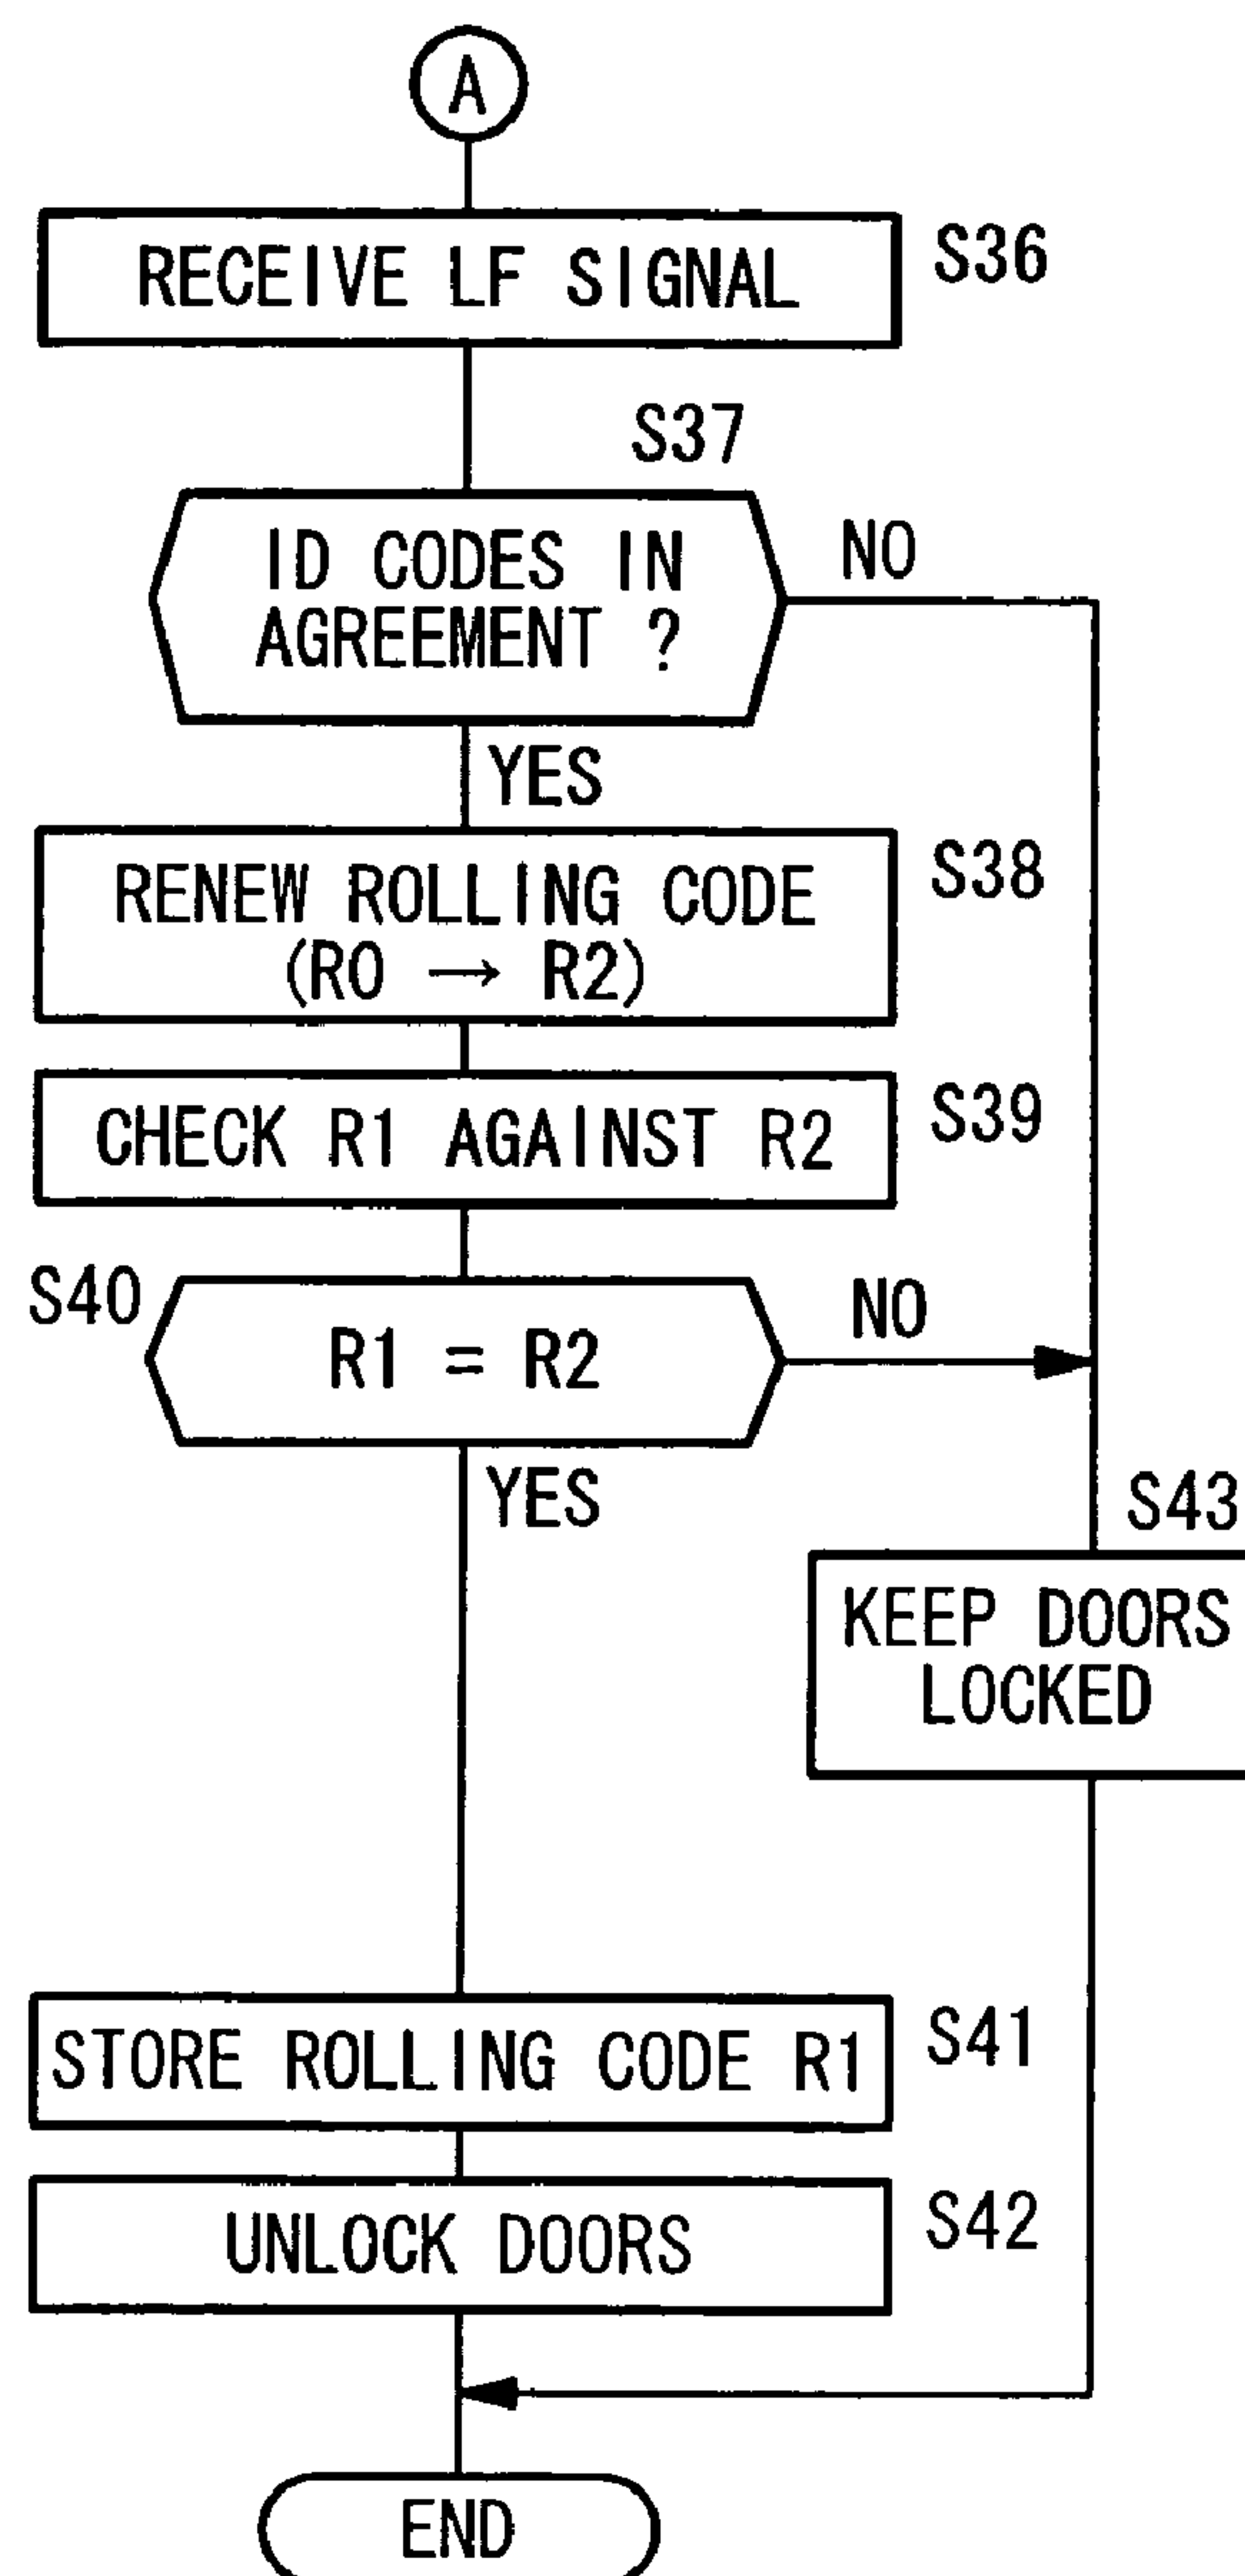 A
RECEIVE LF SIGNAL
S36
S37
ID CODES IN
AGREEMENT ?
NO
YES
RENEW ROLLING CODE
(R0 → R2)
S38
CHECK R1 AGAINST R2
S39
S40
R1 = R2
NO
YES
S43
KEEP DOORS
LOCKED
STORE ROLLING CODE R1
S41
UNLOCK DOORS
S42
END